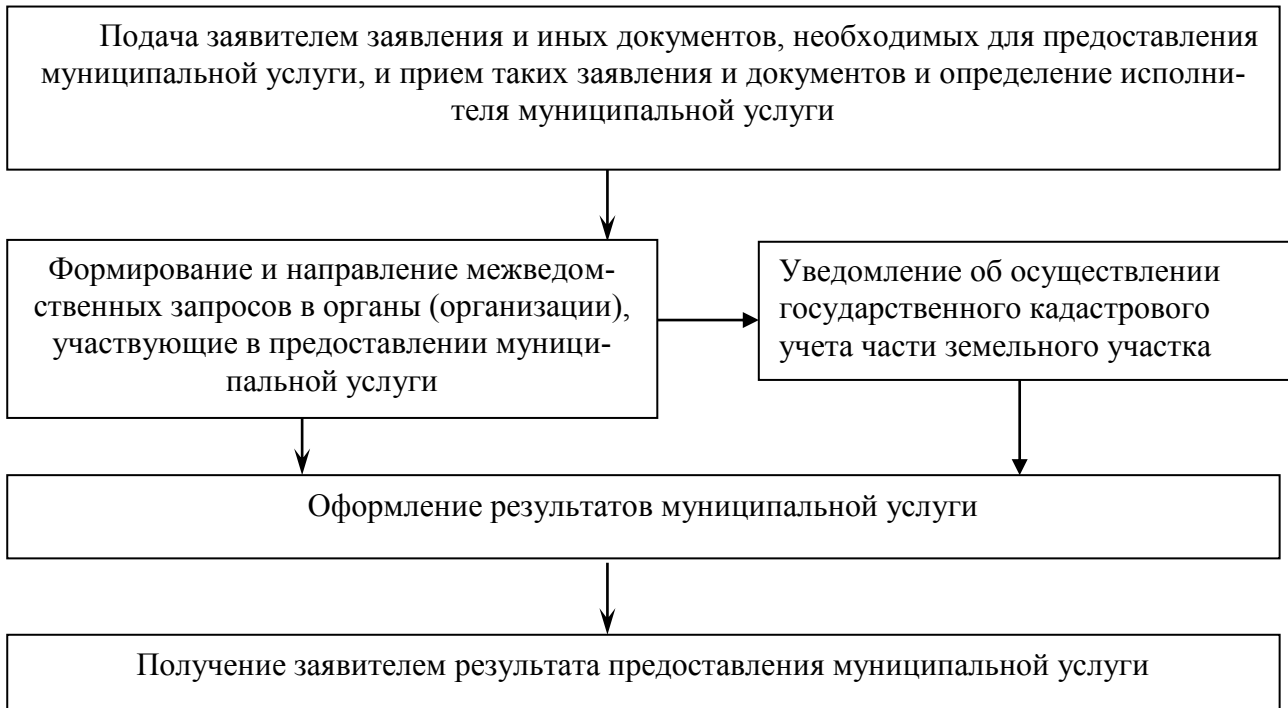 Подача заявителем заявления и иных документов, необходимых для предоставления
муниципальной услуги, и прием таких заявления и документов и определение исполни-
теля муниципальной услуги
Формирование и направление межведом-
ственных запросов в органы (организации),
участвующие в предоставлении муници-
пальной услуги
Уведомление об осуществлении
государственного кадастрового
учета части земельного участка
Оформление результатов муниципальной услуги
Получение заявителем результата предоставления муниципальной услуги